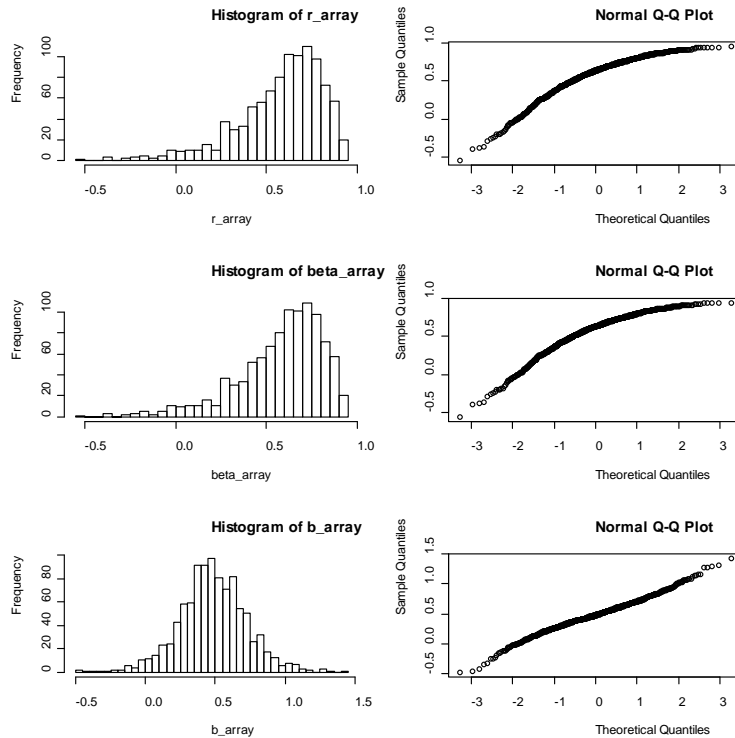 Histogram of r_array
Frequency
0 20 60 100
-0.5 0.0 0.5 1.0
r_array
Normal Q-Q Plot
Sample Quantiles
-0.5 0.0 0.5 1.0
-3 -2 -1 0 1 2 3
Theoretical Quantiles
Histogram of beta_array
Frequency
0 20 60 100
-0.5 0.0 0.5 1.0
beta_array
Normal Q-Q Plot
Sample Quantiles
-0.5 0.0 0.5 1.0
-3 -2 -1 0 1 2 3
Theoretical Quantiles
Histogram of b_array
Frequency
0 20 40 60 80
0.0 0.5 1.0 1.5
b_array
Normal Q-Q Plot
Sample Quantiles
-0.5 0.0 1.0 1.5
-3 -2 -1 0 1 2 3
Theoretical Quantiles